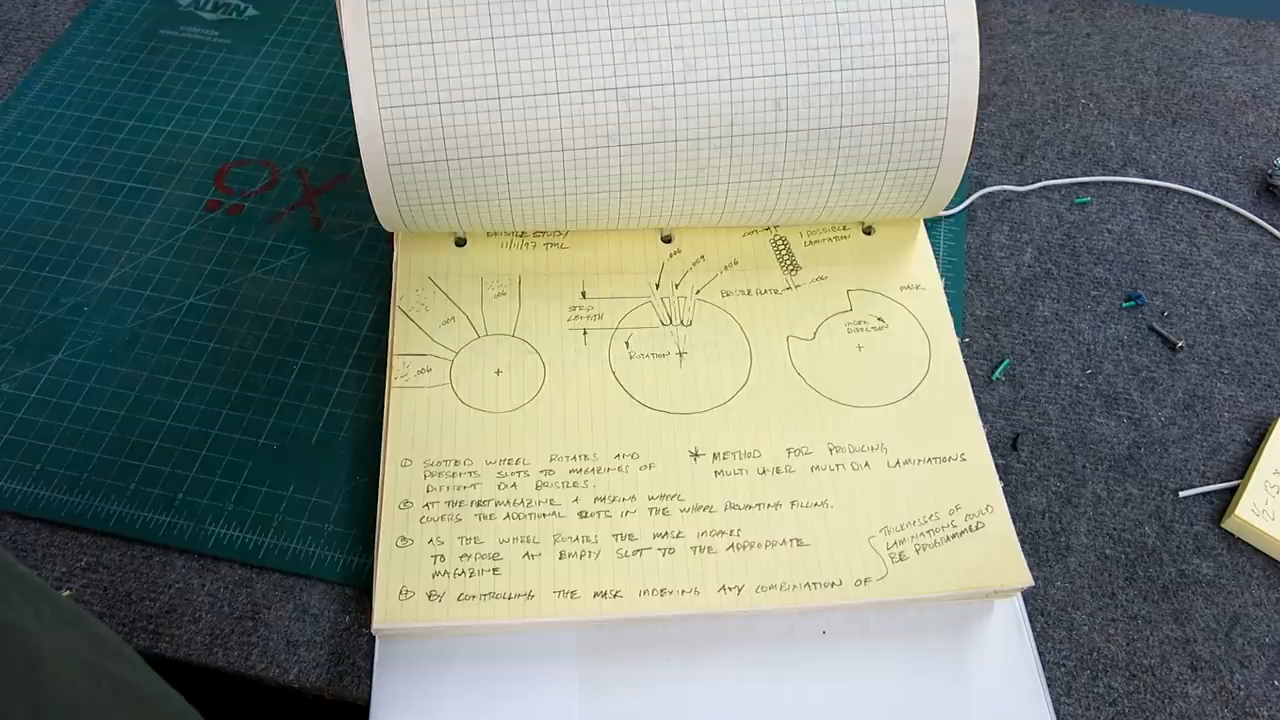 ALVIN
BRISTLE STUDY
11/11/97 TML
1 POSSIBLE
LAMINATION
.006
.009
.006
.006
BRISTLE PLATE
MASK
.06
.009
.006
STRIP
LENGTH
ROTATION
INDEX
DIRECTION
① SLOTTED WHEEL ROTATES AND
PRESENTS SLOTS TO MAGAZINES OF
DIFFENT DIA BRISTLES.
* METHOD FOR PRODUCING
MULTI LAYER MULTI DIA LAMINATIONS
② AT THE FIRST MAGAZINE A MASKING WHEEL
COVERS THE ADDITIONAL SLOTS IN THE WHEEL PREVENTING FILLING.
③ AS THE WHEEL ROTATES THE MASK INDEXES
TO EXPOSE AN EMPTY SLOT TO THE APPROPRATE
MAGAZINE
④ BY CONTROLLING THE MASK INDEXING ANY COMBINATION OF
THICKNESSES OF
LAMINATIONS COULD
BE PROGRAMMED